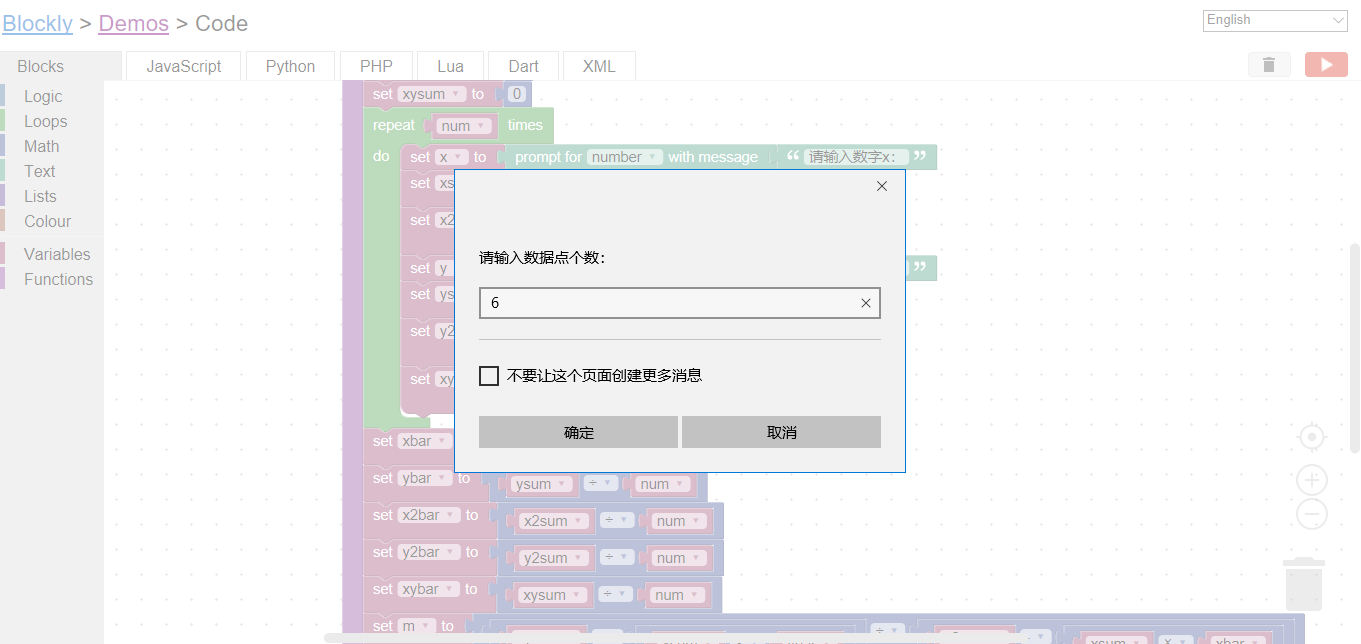 Blockly > Demos > Code
English
Blocks
JavaScript
Python
PHP
Lua
Dart
XML
Logic
Loops
Math
Text
Lists
Colour
Variables
Functions
set xysum to 0
repeat num times
do set x to prompt for number with message “ 请输入数字x: ”
set xs
set x2
set y ”
set ys
set y2
set xy
请输入数据点个数：
6
不要让这个页面创建更多消息
确定
取消
set xbar
set ybar to ysum ÷ num
set x2bar to x2sum ÷ num
set y2bar to y2sum ÷ num
set xybar to xysum ÷ num
set m to ÷